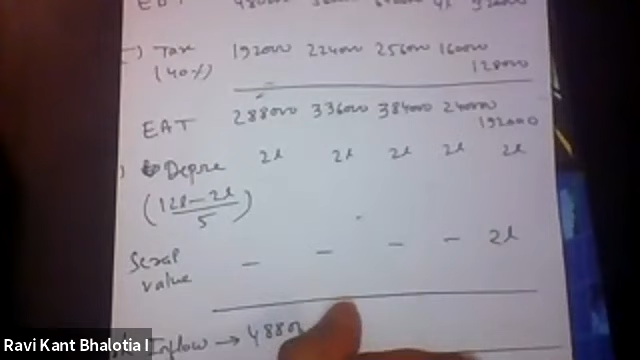 (-) Tax 192000 224000 256000 160000
(40%) 128000
EAT 288000 336000 384000 240000
192000
Depre 2l 2l 2l 2l 2l
(12l-2l/5)
Scrap - - - - 2l
value
Inflow → 4880
Ravi Kant Bhalotia I